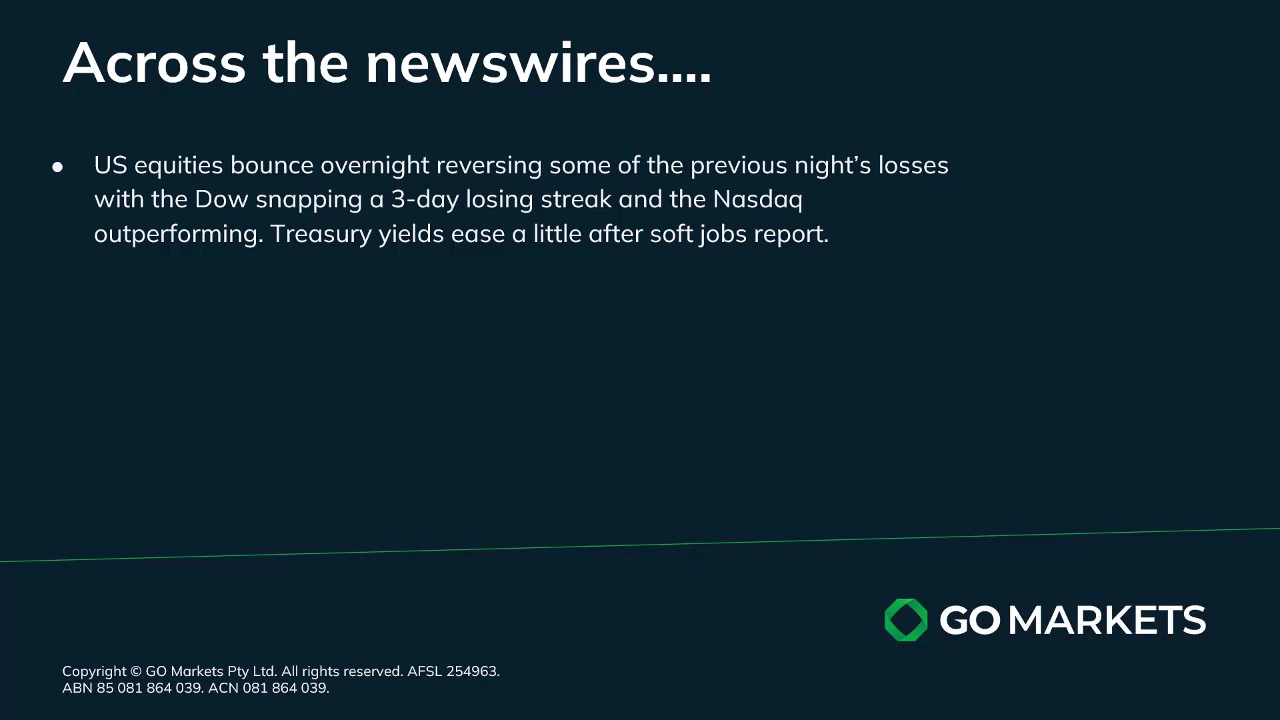 Across the newswires....
● US equities bounce overnight reversing some of the previous night’s losses
with the Dow snapping a 3-day losing streak and the Nasdaq
outperforming. Treasury yields ease a little after soft jobs report.
GO MARKETS
Copyright © GO Markets Pty Ltd. All rights reserved. AFSL 254963.
ABN 85 081 864 039. ACN 081 864 039.